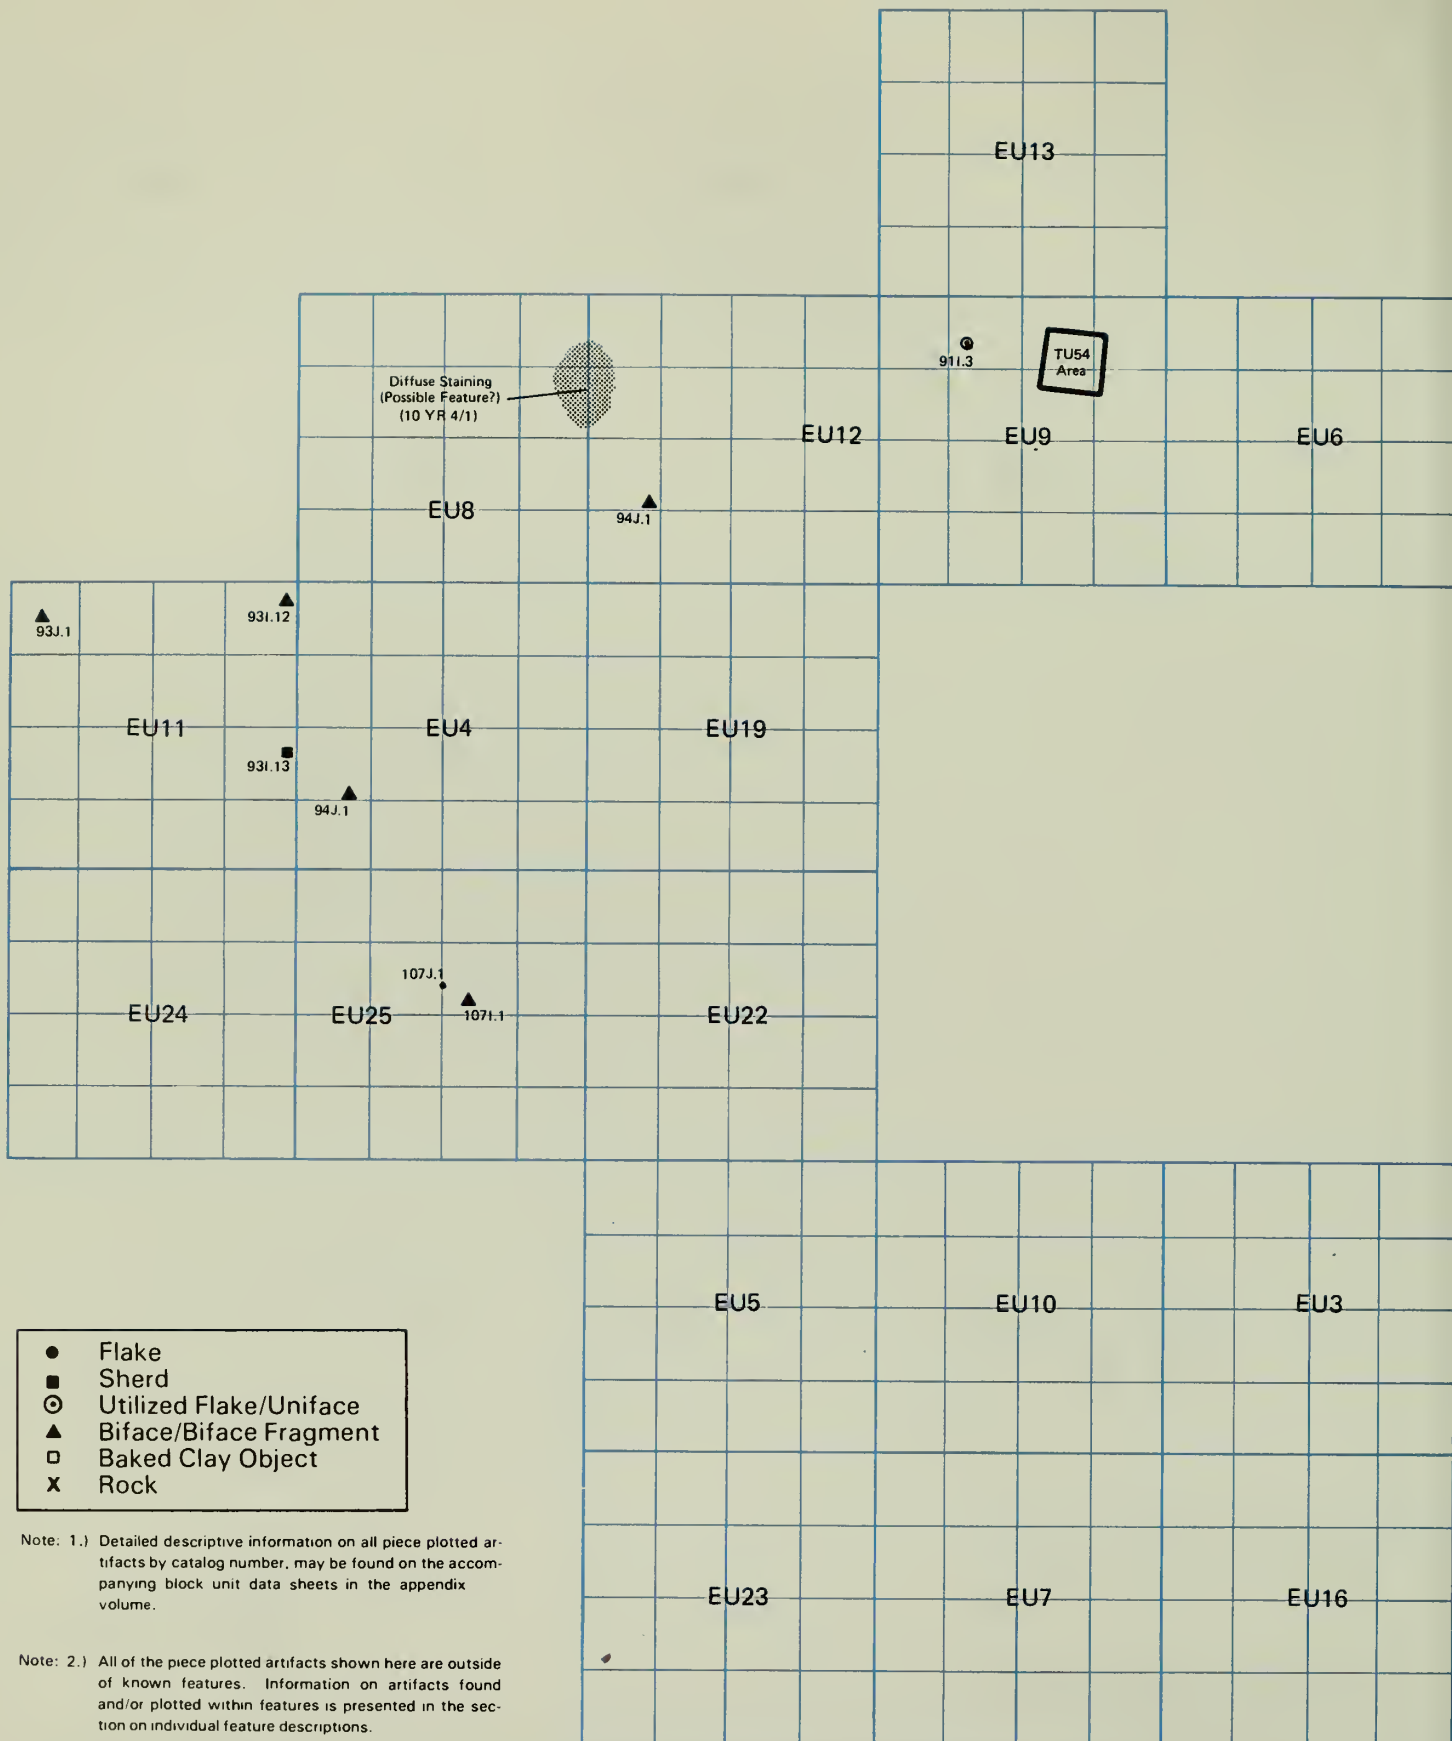 EU13
TU54
Area
91I.3
Diffuse Staining
(Possible Feature?)
(10 YR 4/1)
EU12
EU9
EU6
EU8
94J.1
93J.1
93I.12
EU11
EU4
EU19
93I.13
94J.1
107J.1
EU24
EU25
107I.1
EU22
EU5
EU10
EU3
Flake
Sherd
Utilized Flake/Uniface
Biface/Biface Fragment
Baked Clay Object
X Rock
Note: 1.) Detailed descriptive information on all piece plotted ar-
tifacts by catalog number, may be found on the accom-
panying block unit data sheets in the appendix
volume.
EU23
EU7
EU16
Note: 2.) All of the piece plotted artifacts shown here are outside
of known features. Information on artifacts found
and/or plotted within features is presented in the sec-
tion on individual feature descriptions.